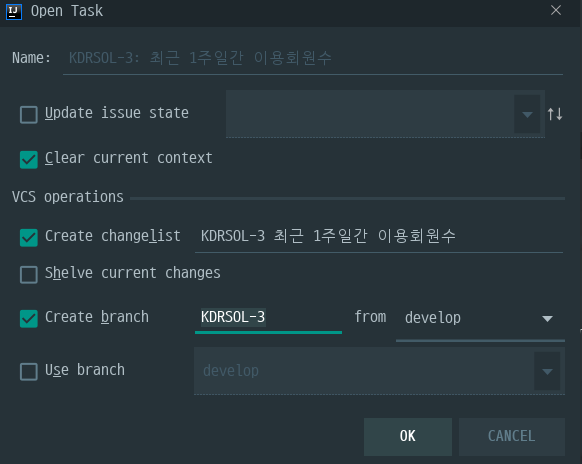 IJ Open Task
Name: KDRSOL-3: 최근 1주일간 이용회원수
Update issue state
Clear current context
VCS operations
Create changelist KDRSOL-3 최근 1주일간 이용회원수
Shelve current changes
Create branch KDRSOL-3 from develop
Use branch develop
OK CANCEL